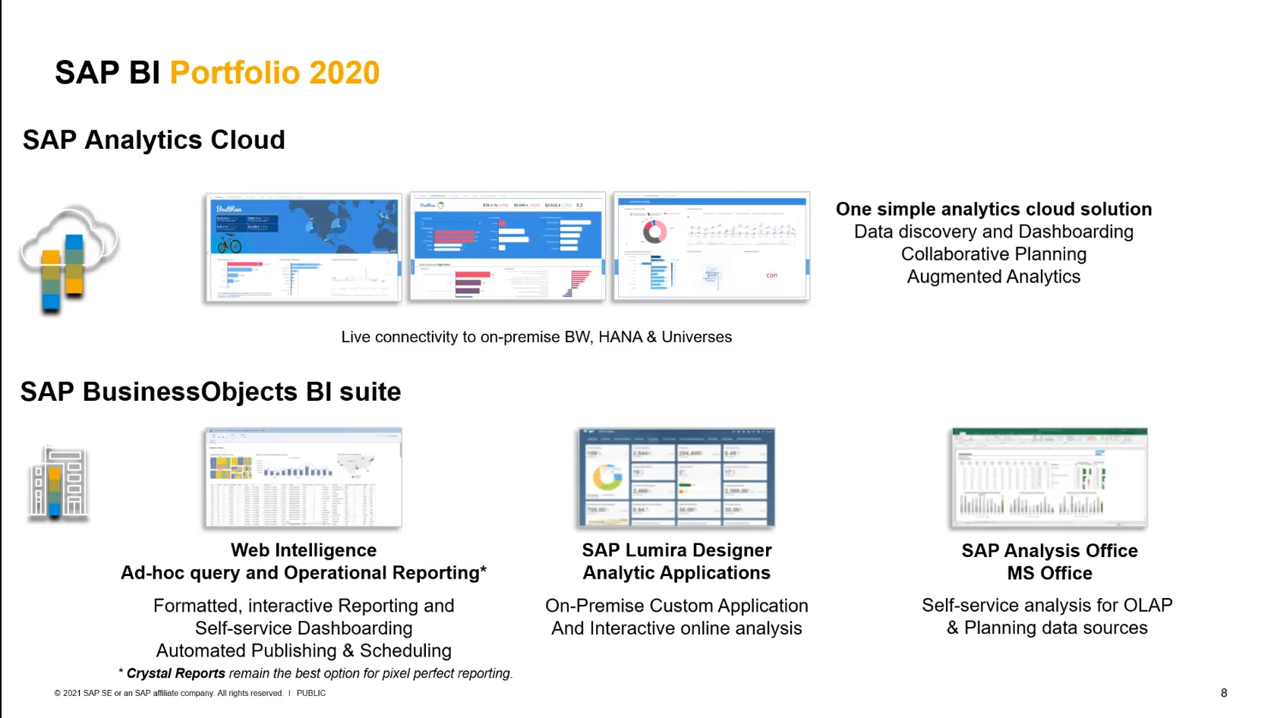 SAP BI Portfolio 2020
SAP Analytics Cloud
BestRun
One simple analytics cloud solution
Data discovery and Dashboarding
Collaborative Planning
Augmented Analytics
Live connectivity to on-premise BW, HANA & Universes
SAP BusinessObjects BI suite
Web Intelligence
Ad-hoc query and Operational Reporting*
Formatted, interactive Reporting and
Self-service Dashboarding
Automated Publishing & Scheduling
* Crystal Reports remain the best option for pixel perfect reporting.
SAP Lumira Designer
Analytic Applications
On-Premise Custom Application
And Interactive online analysis
SAP Analysis Office
MS Office
Self-service analysis for OLAP
& Planning data sources
© 2021 SAP SE or an SAP affiliate company. All rights reserved. I PUBLIC
8